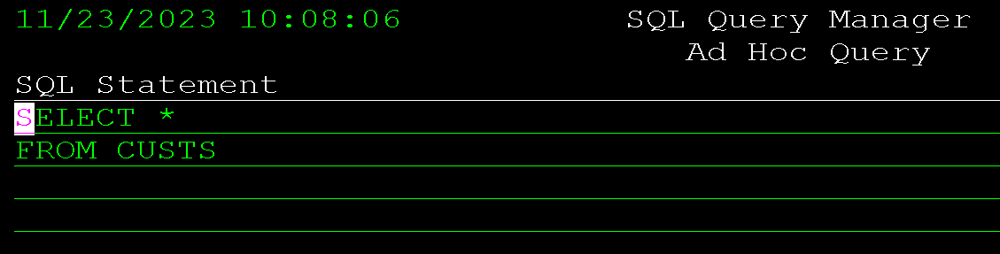 11/23/2023 10:08:06 SQL Query Manager
Ad Hoc Query
SQL Statement
SELECT *
FROM CUSTS